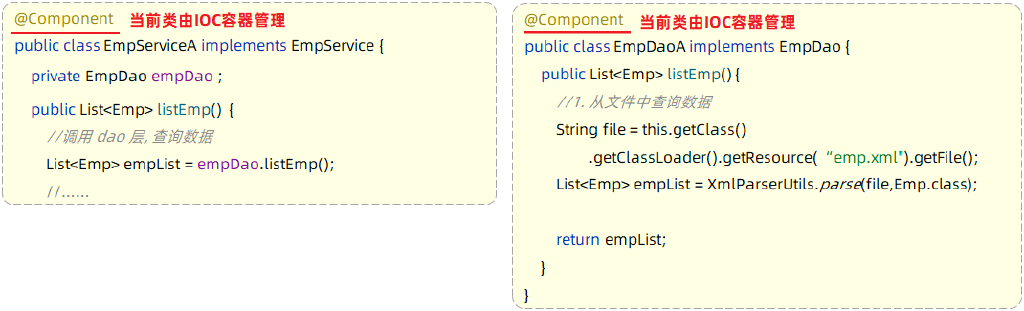 @Component 当前类由IOC容器管理
public class EmpServiceA implements EmpService {
private EmpDao empDao ;
public List<Emp> listEmp() {
//调用 dao 层, 查询数据
List<Emp> empList = empDao.listEmp();
//......
@Component 当前类由IOC容器管理
public class EmpDaoA implements EmpDao {
public List<Emp> listEmp() {
//1. 从文件中查询数据
String file = this.getClass()
.getClassLoader().getResource( “emp.xml").getFile();
List<Emp> empList = XmlParserUtils.parse(file,Emp.class);
return empList;
}
}